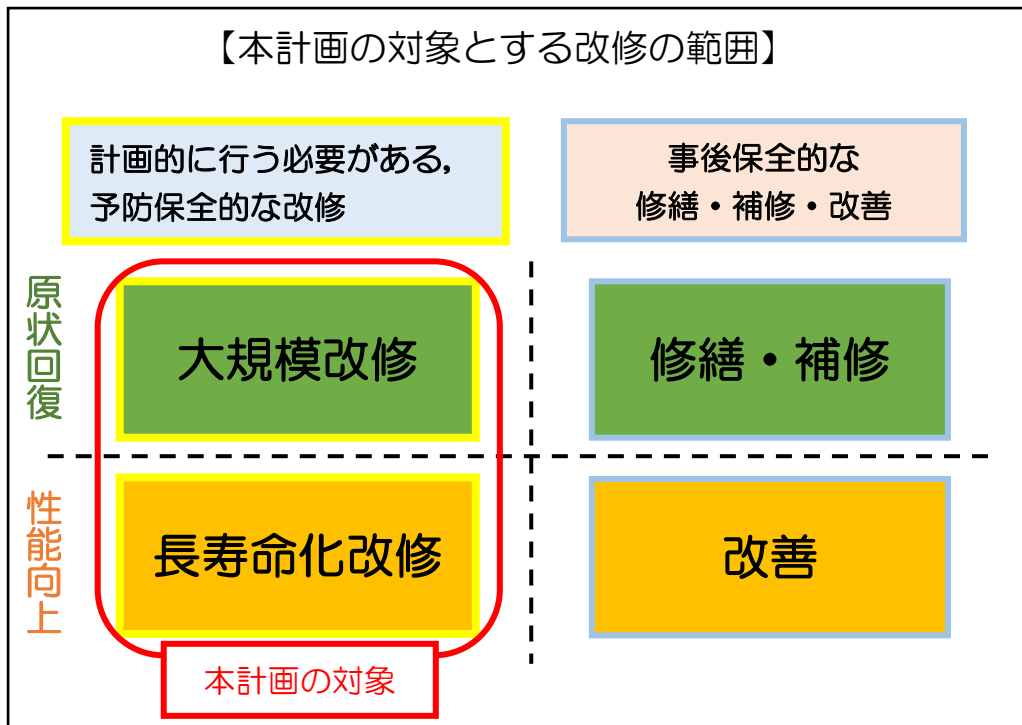 【本計画の対象とする改修の範囲】
計画的に行う必要がある,
予防保全的な改修
事後保全的な
修繕・補修・改善
原状回復
大規模改修
修繕・補修
性能向上
長寿命化改修
改善
本計画の対象